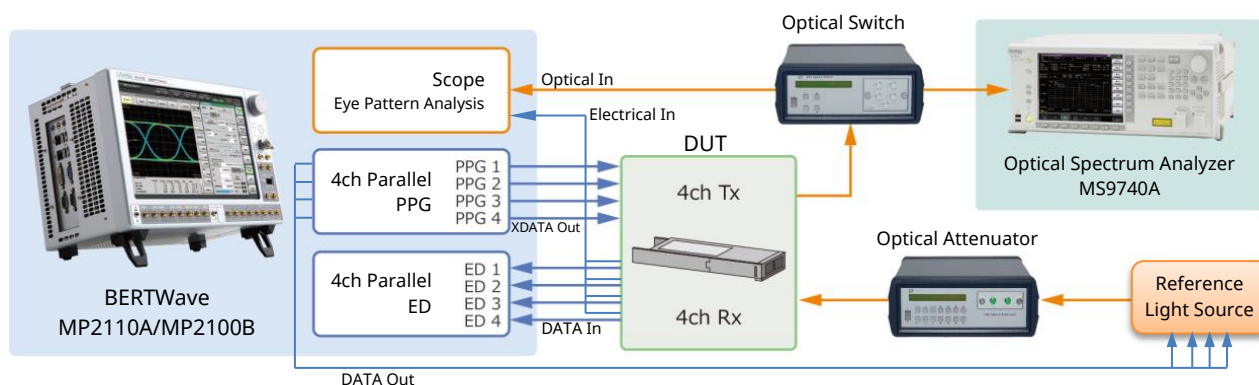 Optical Switch
Scope
Eye Pattern Analysis
Optical In
Electrical In
DUT
Optical Spectrum Analyzer
MS9740A
4ch Parallel
PPG
PPG 1
PPG 2
PPG 3
PPG 4
XDATA Out
4ch Tx
4ch Parallel
ED
ED 1
ED 2
ED 3
ED 4
DATA In
4ch Rx
Optical Attenuator
Reference
Light Source
BERTWave
MP2110A/MP2100B
DATA Out